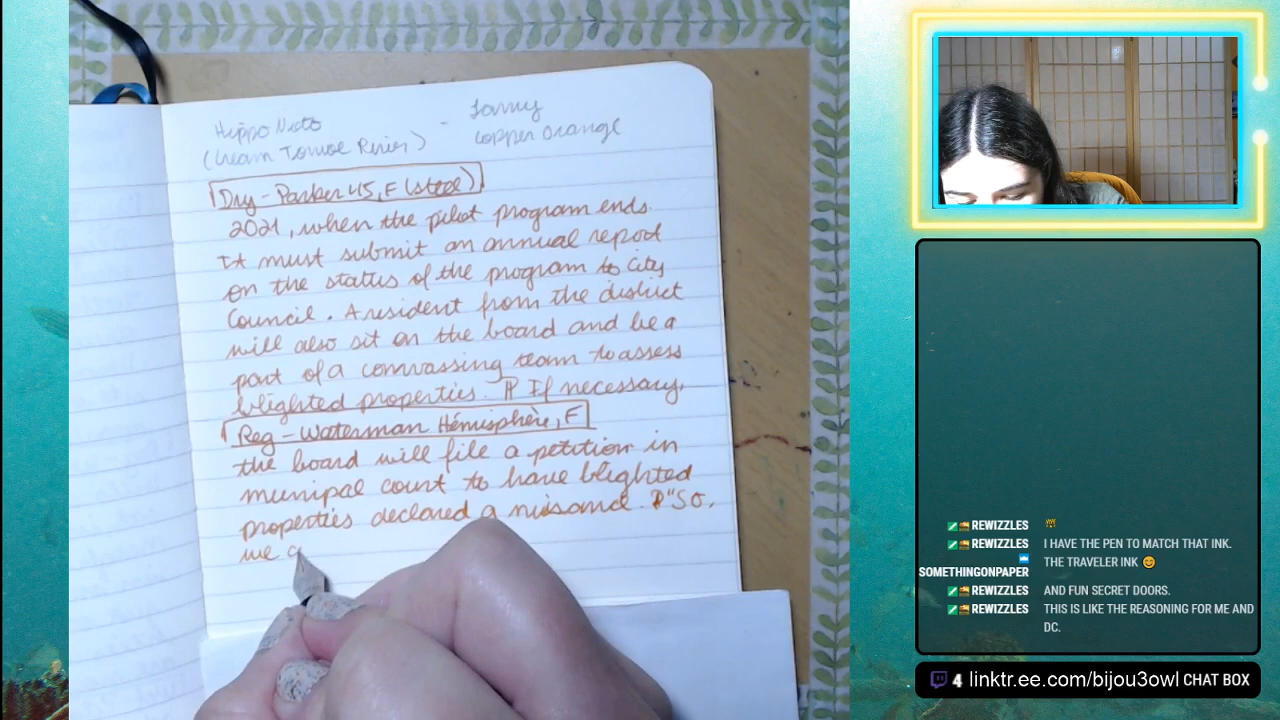 Hippo Noto
(Cream Tomoe River) - Lamy
copper orange
Dry - Parker 45, F (steel)
2021, when the pilot program ends.
It must submit an annual report
on the status of the program to city
council. A resident from the district
will also sit on the board and be a
part of a canvassing team to assess
blighted properties. ¶ If necessary,
Reg - Waterman Hémisphère, F
the board will file a petition in
munipal court to have blighted
properties declared a ¶ "So,
we
REWIZZLES
REWIZZLES I HAVE THE PEN TO MATCH THAT INK.
SOMETHINGONPAPER THE TRAVELER INK
REWIZZLES AND FUN SECRET DOORS.
REWIZZLES THIS IS LIKE THE REASONING FOR ME AND
DC.
4 linktr.ee.com/bijou3owl CHAT BOX